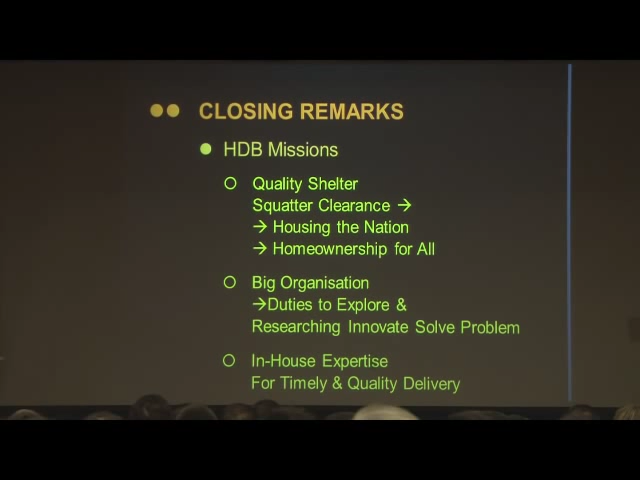 CLOSING REMARKS
HDB Missions
Quality Shelter
Squatter Clearance →
→ Housing the Nation
→ Homeownership for All
Big Organisation
→Duties to Explore &
Researching Innovate Solve Problem
In-House Expertise
For Timely & Quality Delivery